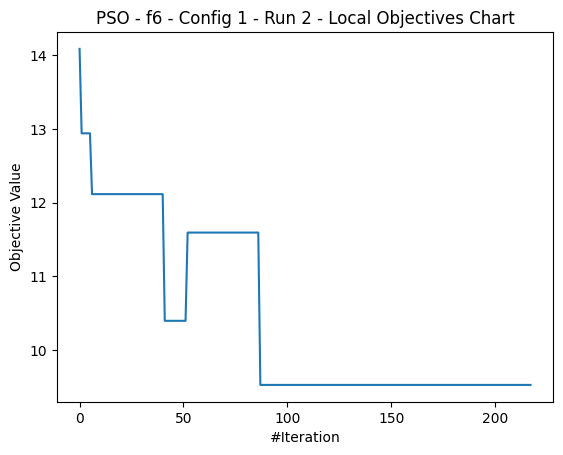 PSO - f6 - Config 1 - Run 2 - Local Objectives Chart
Objective Value
14
13
12
11
10
0 50 100 150 200
#Iteration